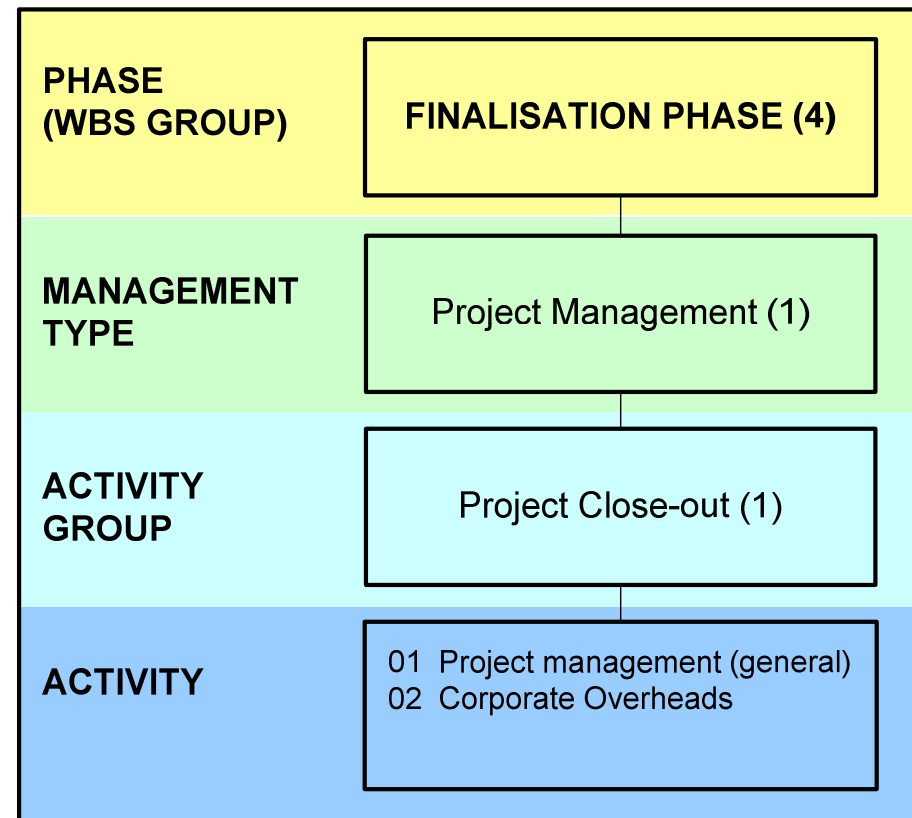 PHASE
(WBS GROUP)
FINALISATION PHASE (4)
MANAGEMENT
TYPE
Project Management (1)
ACTIVITY
GROUP
Project Close-out (1)
ACTIVITY
01 Project management (general)
02 Corporate Overheads